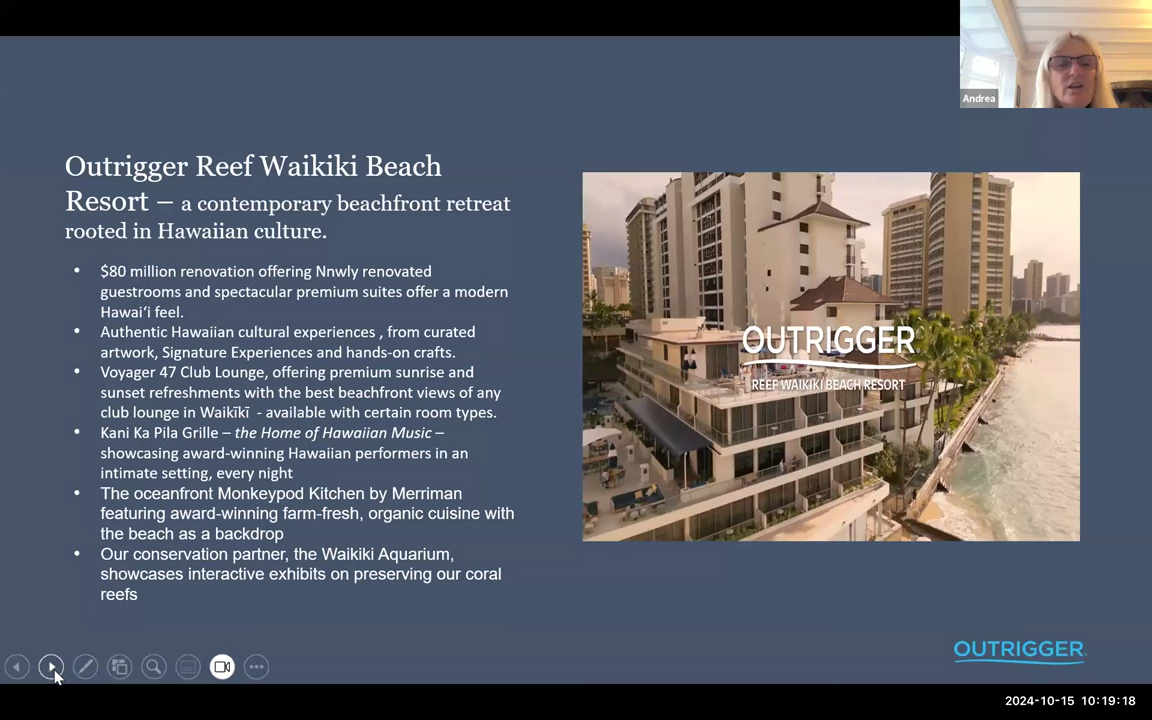 Andrea
Outrigger Reef Waikiki Beach
Resort – a contemporary beachfront retreat
rooted in Hawaiian culture.
• $80 million renovation offering Nnwly renovated
guestrooms and spectacular premium suites offer a modern
Hawai‘i feel.
• Authentic Hawaiian cultural experiences , from curated
artwork, Signature Experiences and hands-on crafts.
• Voyager 47 Club Lounge, offering premium sunrise and
sunset refreshments with the best beachfront views of any
club lounge in Waikīkī - available with certain room types.
• Kani Ka Pila Grille – the Home of Hawaiian Music –
showcasing award-winning Hawaiian performers in an
intimate setting, every night
• The oceanfront Monkeypod Kitchen by Merriman
featuring award-winning farm-fresh, organic cuisine with
the beach as a backdrop
• Our conservation partner, the Waikiki Aquarium,
showcases interactive exhibits on preserving our coral
reefs
OUTRIGGER
REEF WAIKIKI BEACH RESORT
OUTRIGGER
2024-10-15 10:19:18